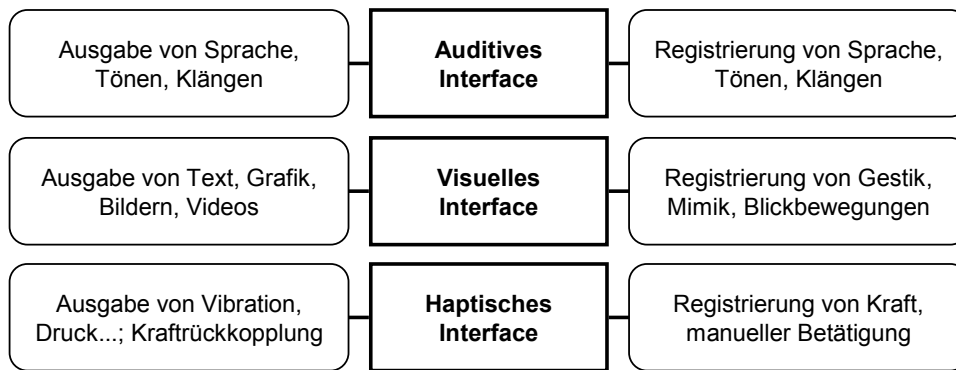 Ausgabe von Sprache,
Tönen, Klängen
Auditives
Interface
Registrierung von Sprache,
Tönen, Klängen
Ausgabe von Text, Grafik,
Bildern, Videos
Visuelles
Interface
Registrierung von Gestik,
Mimik, Blickbewegungen
Ausgabe von Vibration,
Druck...; Kraftrückkopplung
Haptisches
Interface
Registrierung von Kraft,
manueller Betätigung